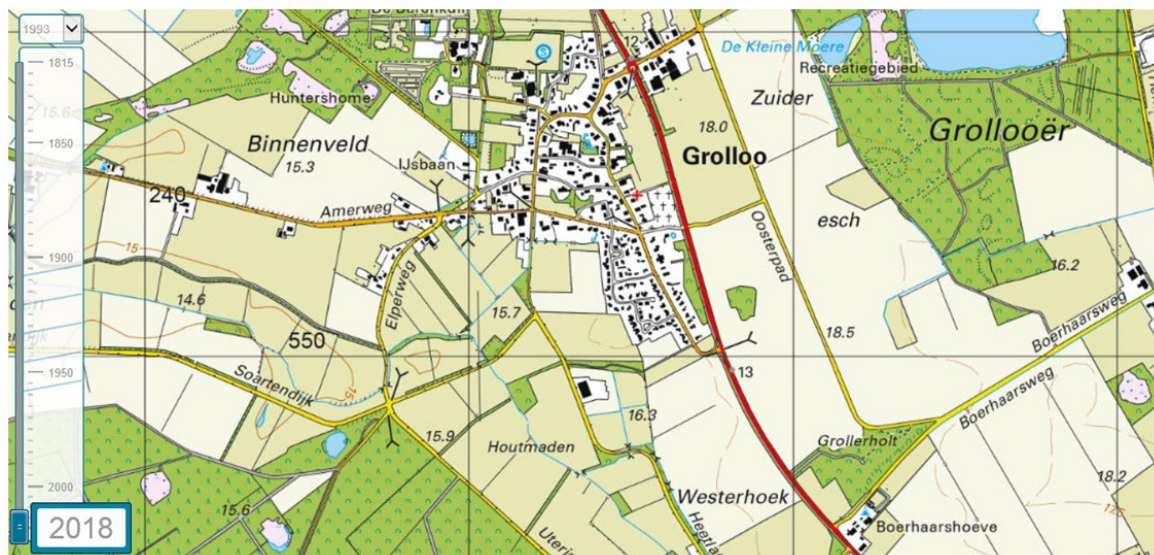 1993
1815
1850
1900
1950
2000
2018
Huntershome
Binnenveld
15.3
IJsbaan
240
Amerweg
Elperweg
15
14.6
550
15
Soartendijk
15.7
15.9
Houtmaden
15.6
16.3
12
De Kleine Moere
Recreatiegebied
Zuider
18.0
Grolloo
Grollooër
esch
Oosterpad
16.2
18.5
Boerhaarsweg
13
Boerhaarsweg
Grollerholt
18.2
Westerhoek
Boerhaarshoeve